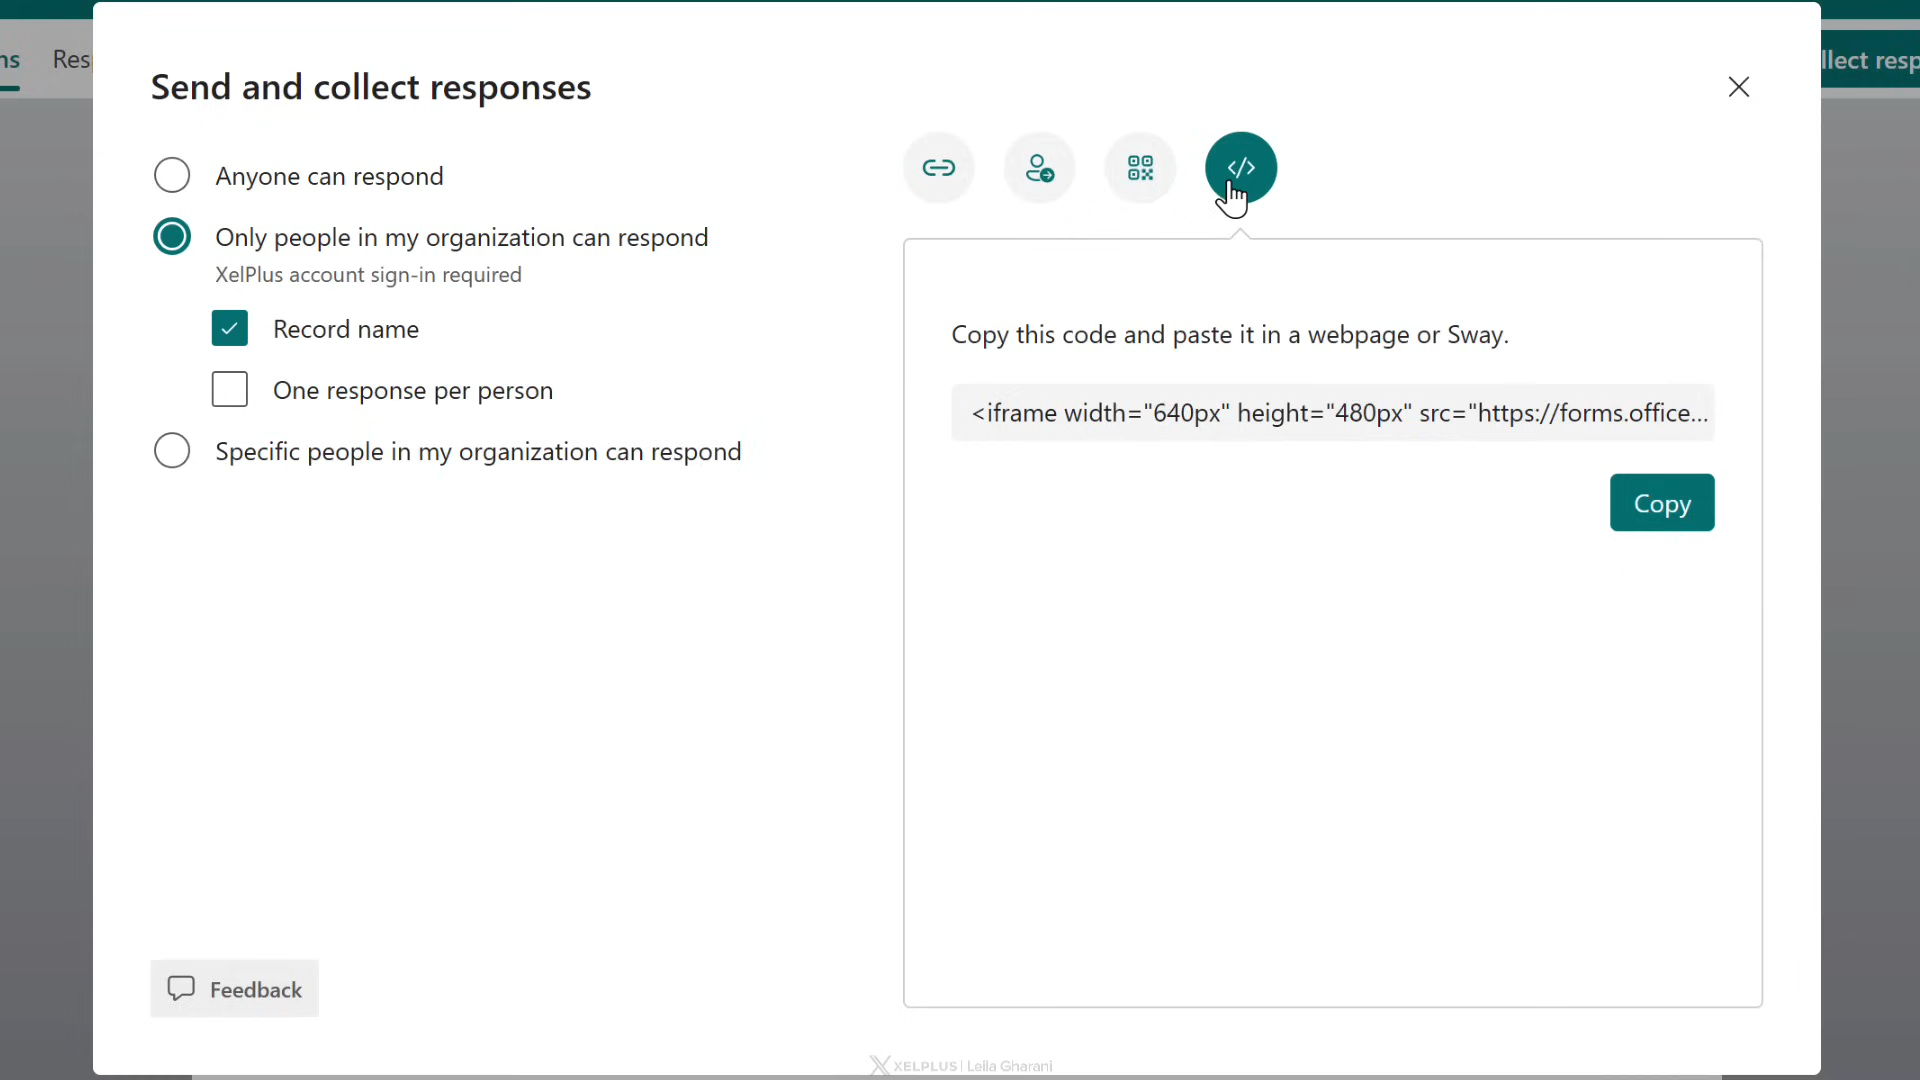 ns Res
llect resp
Send and collect responses
Anyone can respond
Only people in my organization can respond
XelPlus account sign-in required
Record name
One response per person
Specific people in my organization can respond
</>
Copy this code and paste it in a webpage or Sway.
<iframe width="640px" height="480px" src="https://forms.office...
Copy
Feedback
XELPLUS | Leila Gharani